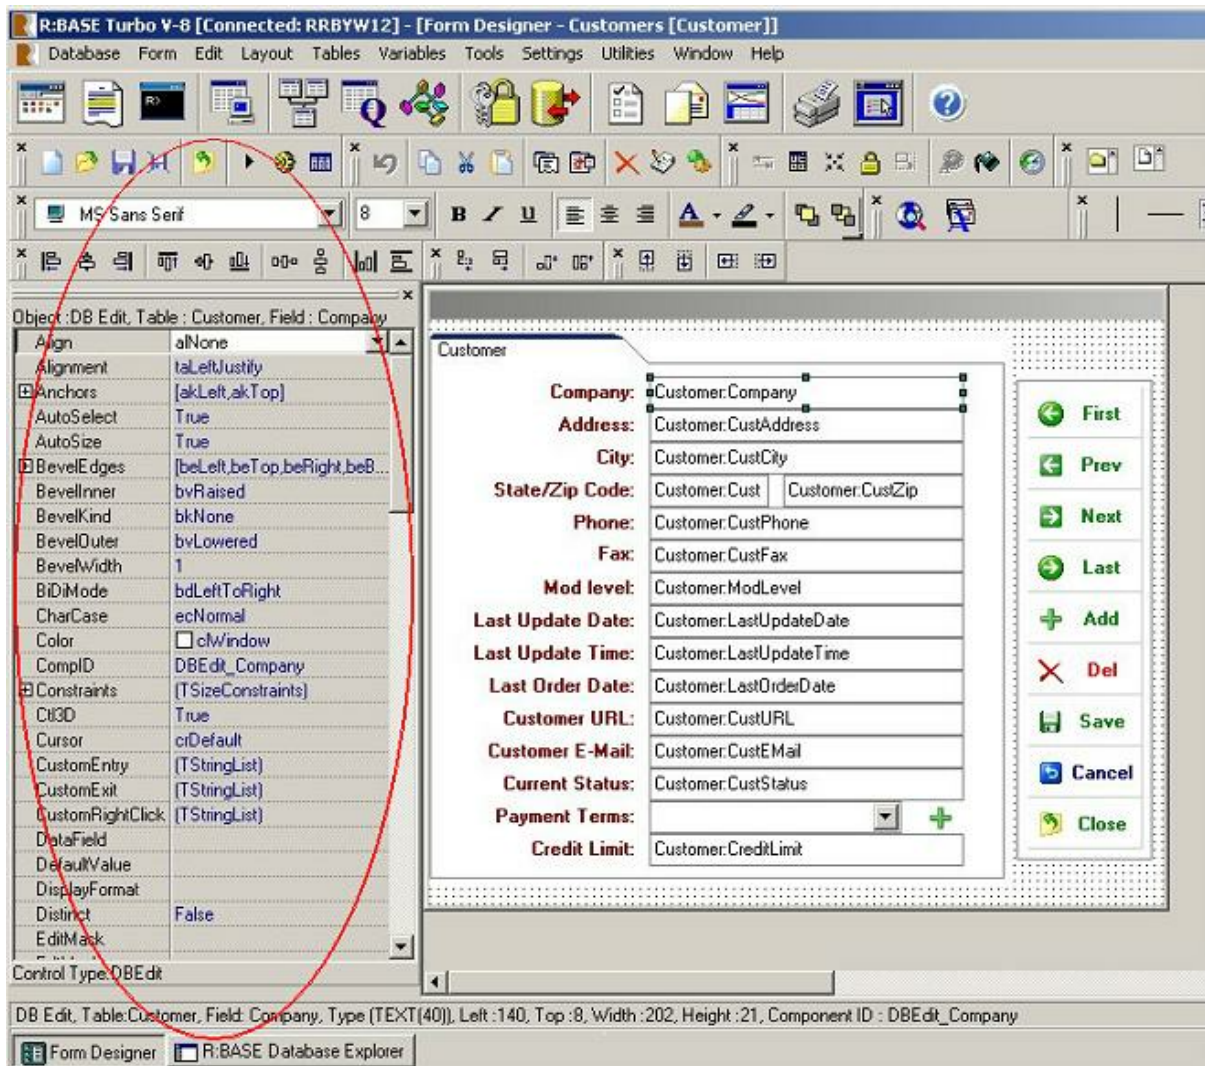 R:BASE Turbo V-8 [Connected: RRBYW12] - [Form Designer - Customers [Customer]]
Database Form Edit Layout Tables Variables Tools Settings Utilities Window Help
MS Sans Serif 8 B I U A
Object :DB Edit, Table : Customer, Field : Company
Align alNone
Alignment taLeftJustify
Anchors [akLeft,akTop]
AutoSelect True
AutoSize True
BevelEdges [beLeft,beTop,beRight,beB...
BevelInner bvRaised
BevelKind bkNone
BevelOuter bvLowered
BevelWidth 1
BiDiMode bdLeftToRight
CharCase ecNormal
Color clWindow
CompID DBEdit_Company
Constraints (TSizeConstraints)
Ctl3D True
Cursor crDefault
CustomEntry (TStringList)
CustomExit (TStringList)
CustomRightClick (TStringList)
DataField
DefaultValue
DisplayFormat
Distinct False
EditMask
Control Type:DBEdit
Customer
Company: Customer.Company
Address: Customer.CustAddress
City: Customer.CustCity
State/Zip Code: Customer.Cust Customer.CustZip
Phone: Customer.CustPhone
Fax: Customer.CustFax
Mod level: Customer.ModLevel
Last Update Date: Customer.LastUpdateDate
Last Update Time: Customer.LastUpdateTime
Last Order Date: Customer.LastOrderDate
Customer URL: Customer.CustURL
Customer E-Mail: Customer.CustEMail
Current Status: Customer.CustStatus
Payment Terms:
Credit Limit: Customer.CreditLimit
First
Prev
Next
Last
Add
Del
Save
Cancel
Close
DB Edit, Table:Customer, Field: Company, Type (TEXT(40)), Left :140, Top :8, Width :202, Height :21, Component ID : DBEdit_Company
Form Designer R:BASE Database Explorer